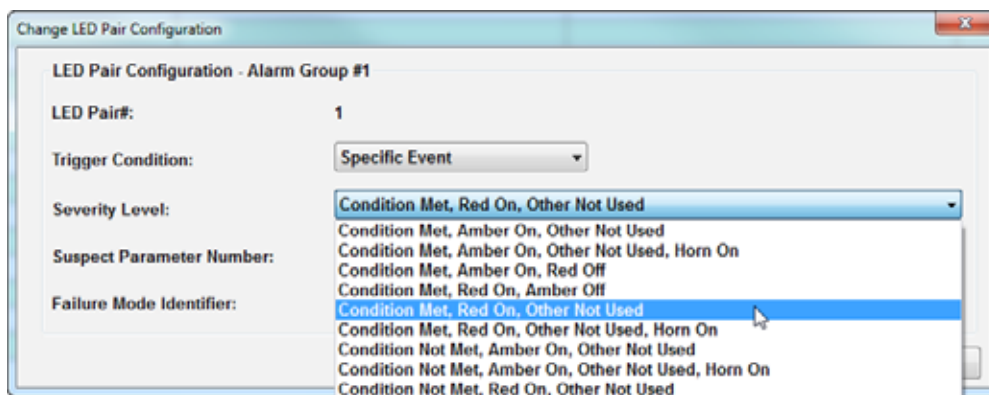 Change LED Pair Configuration
LED Pair Configuration - Alarm Group #1
LED Pair#: 1
Trigger Condition: Specific Event
Severity Level: Condition Met, Red On, Other Not Used
Condition Met, Amber On, Other Not Used
Suspect Parameter Number: Condition Met, Amber On, Other Not Used, Horn On
Condition Met, Amber On, Red Off
Failure Mode Identifier: Condition Met, Red On, Amber Off
Condition Met, Red On, Other Not Used
Condition Met, Red On, Other Not Used, Horn On
Condition Not Met, Amber On, Other Not Used
Condition Not Met, Amber On, Other Not Used, Horn On
Condition Not Met, Red On, Other Not Used